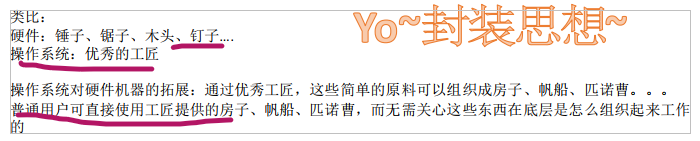 类比：
Yo~封装思想~
硬件：锤子、锯子、木头、钉子....
操作系统：优秀的工匠
操作系统对硬件机器的拓展：通过优秀工匠，这些简单的原料可以组织成房子、帆船、匹诺曹。。。
普通用户可直接使用工匠提供的房子、帆船、匹诺曹，而无需关心这些东西在底层是怎么组织起来工作
的